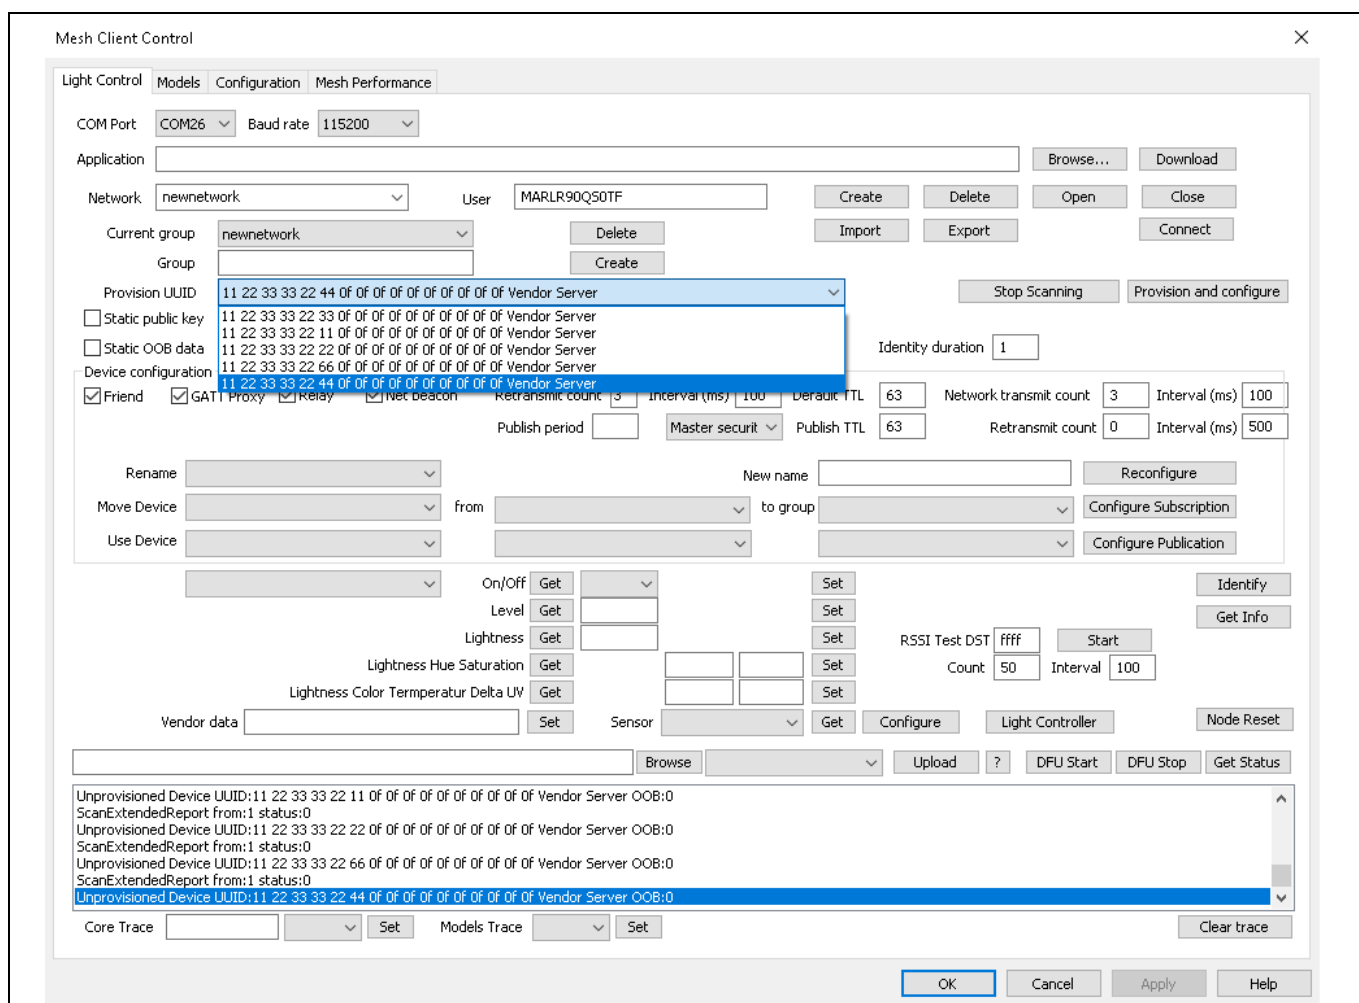 Mesh Client Control
Light Control Models Configuration Mesh Performance
COM Port COM26 Baud rate 115200
Application Browse... Download
Network newnetwork User MARLR90QS0TF Create Delete Open Close
Current group newnetwork Delete Import Export Connect
Group Create
Provision UUID 11 22 33 33 22 44 0f 0f 0f 0f 0f 0f 0f 0f 0f 0f Vendor Server Stop Scanning Provision and configure
Static public key 11 22 33 33 22 33 0f 0f 0f 0f 0f 0f 0f 0f 0f 0f Vendor Server
11 22 33 33 22 11 0f 0f 0f 0f 0f 0f 0f 0f 0f 0f Vendor Server
Static OOB data 11 22 33 33 22 22 0f 0f 0f 0f 0f 0f 0f 0f 0f 0f Vendor Server Identity duration 1
11 22 33 33 22 66 0f 0f 0f 0f 0f 0f 0f 0f 0f 0f Vendor Server
Device configuration 11 22 33 33 22 44 0f 0f 0f 0f 0f 0f 0f 0f 0f 0f Vendor Server
Friend GATT Proxy Relay Net beacon Retransmit count 3 Interval (ms) 100 Default TTL 63 Network transmit count 3 Interval (ms) 100
Publish period Master securit Publish TTL 63 Retransmit count 0 Interval (ms) 500
Rename New name Reconfigure
Move Device from to group Configure Subscription
Use Device Configure Publication
On/Off Get Set Identify
Level Get Set Get Info
Lightness Get Set RSSI Test DST ffff Start
Lightness Hue Saturation Get Set Count 50 Interval 100
Lightness Color Termperatur Delta UV Get Set
Vendor data Set Sensor Get Configure Light Controller Node Reset
Browse Upload ? DFU Start DFU Stop Get Status
Unprovisioned Device UUID:11 22 33 33 22 11 0f 0f 0f 0f 0f 0f 0f 0f 0f 0f Vendor Server OOB:0
ScanExtendedReport from:1 status:0
Unprovisioned Device UUID:11 22 33 33 22 22 0f 0f 0f 0f 0f 0f 0f 0f 0f 0f Vendor Server OOB:0
ScanExtendedReport from:1 status:0
Unprovisioned Device UUID:11 22 33 33 22 66 0f 0f 0f 0f 0f 0f 0f 0f 0f 0f Vendor Server OOB:0
ScanExtendedReport from:1 status:0
Unprovisioned Device UUID:11 22 33 33 22 44 0f 0f 0f 0f 0f 0f 0f 0f 0f 0f Vendor Server OOB:0
Core Trace Set Models Trace Set Clear trace
OK Cancel Apply Help